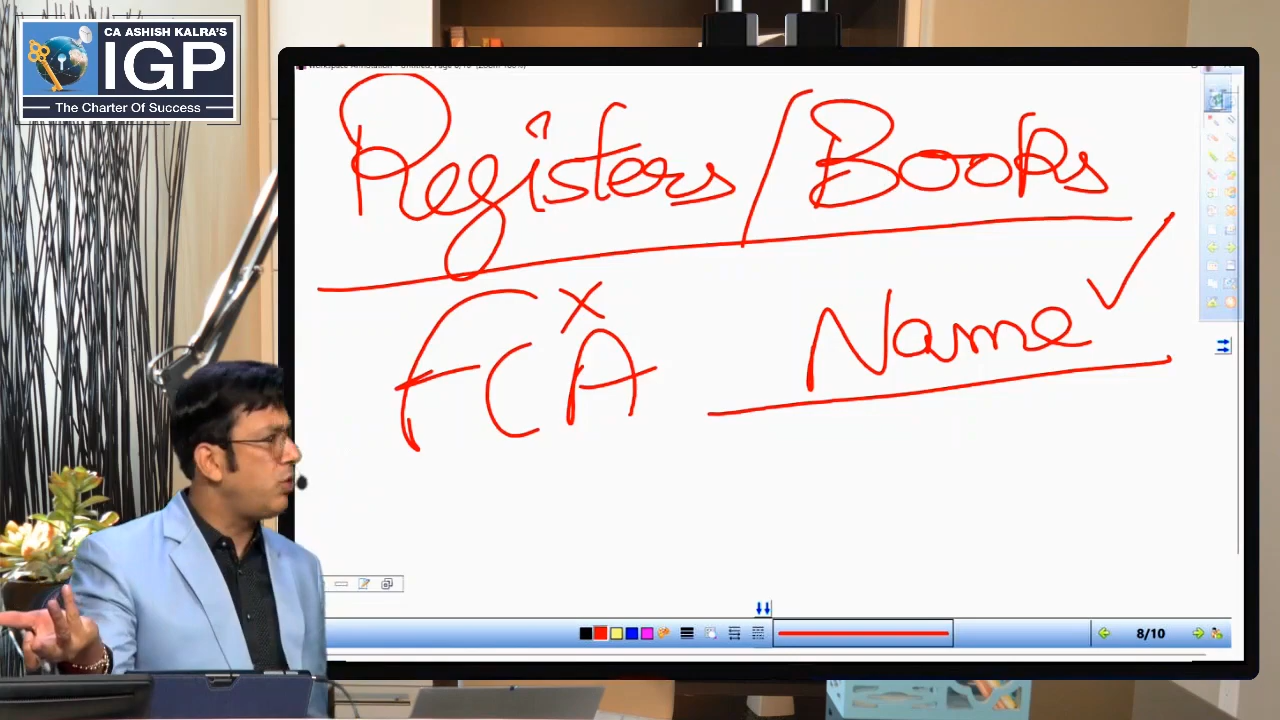 CA ASHISH KALRA'S
IGP
The Charter Of Success
Registers / Books
FCA × Name ✓
8/10